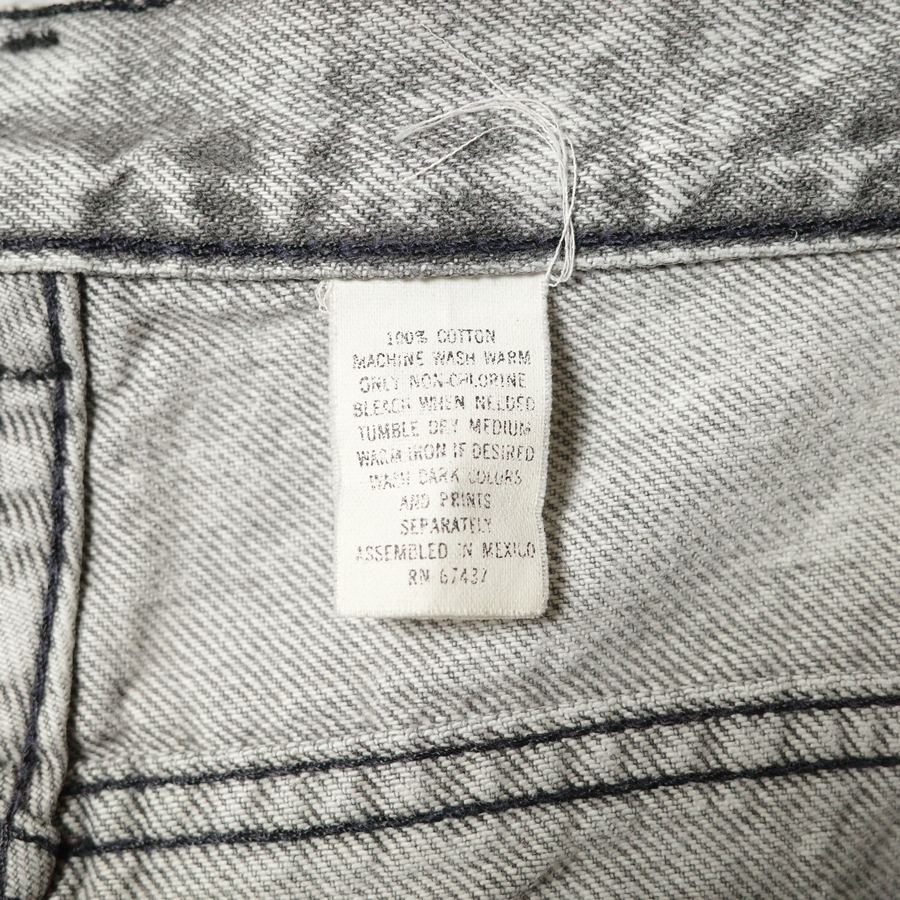 100% COTTON
MACHINE WASH WARM
ONLY NON-CHLORINE
BLEACH WHEN NEEDED
TUMBLE DRY MEDIUM
WARM IRON IF DESIRED
WASH DARK COLORS
AND PRINTS
SEPARATELY
ASSEMBLED IN MEXICO
RN 67437